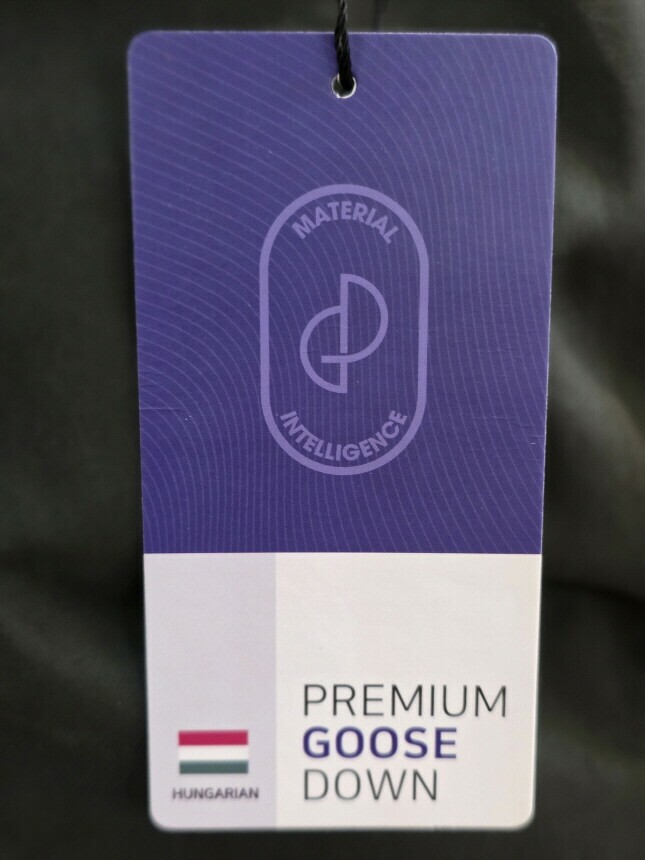 MATERIAL
INTELLIGENCE
PREMIUM
GOOSE
DOWN
HUNGARIAN